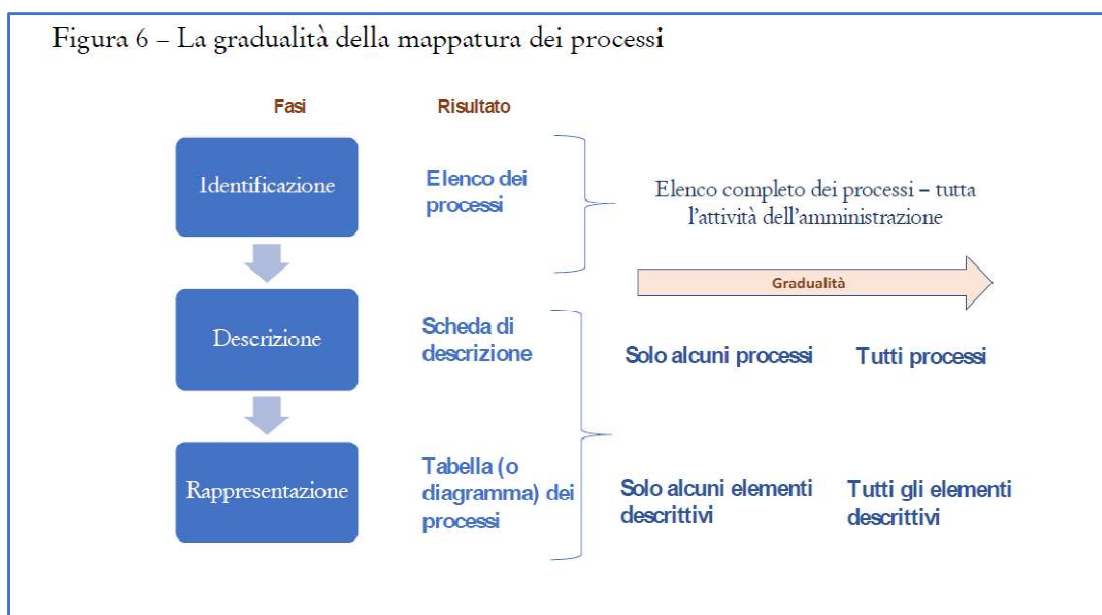 Figura 6 – La gradualità della mappatura dei processi
Fasi
Risultato
Identificazione
Elenco dei
processi
Elenco completo dei processi – tutta
l'attività dell'amministrazione
Gradualità
Descrizione
Scheda di
descrizione
Solo alcuni processi
Tutti processi
Rappresentazione
Tabella (o
diagramma) dei
processi
Solo alcuni elementi
descrittivi
Tutti gli elementi
descrittivi